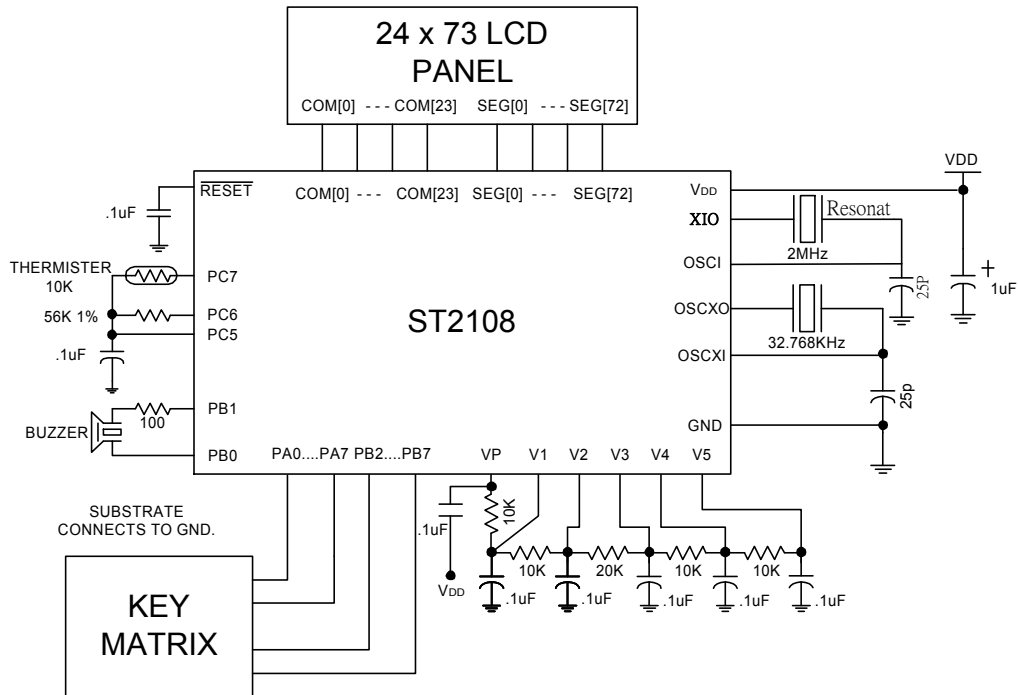 24 x 73 LCD
PANEL
COM[0] - - - COM[23] SEG[0] - - - SEG[72]
RESET
COM[0] - - - COM[23] SEG[0] - - - SEG[72]
VDD
VDD
.1uF
XIO
Resonat
2MHz
THERMISTER
10K
PC7
OSCI
25P
+
1uF
56K 1%
PC6
PC5
ST2108
OSCXO
32.768KHz
.1uF
OSCXI
25p
BUZZER
100
PB1
PB0
GND
PA0....PA7 PB2....PB7 VP V1 V2 V3 V4 V5
SUBSTRATE
CONNECTS TO GND.
.1uF
10K
VDD
10K 20K 10K 10K
.1uF .1uF .1uF .1uF .1uF
KEY
MATRIX